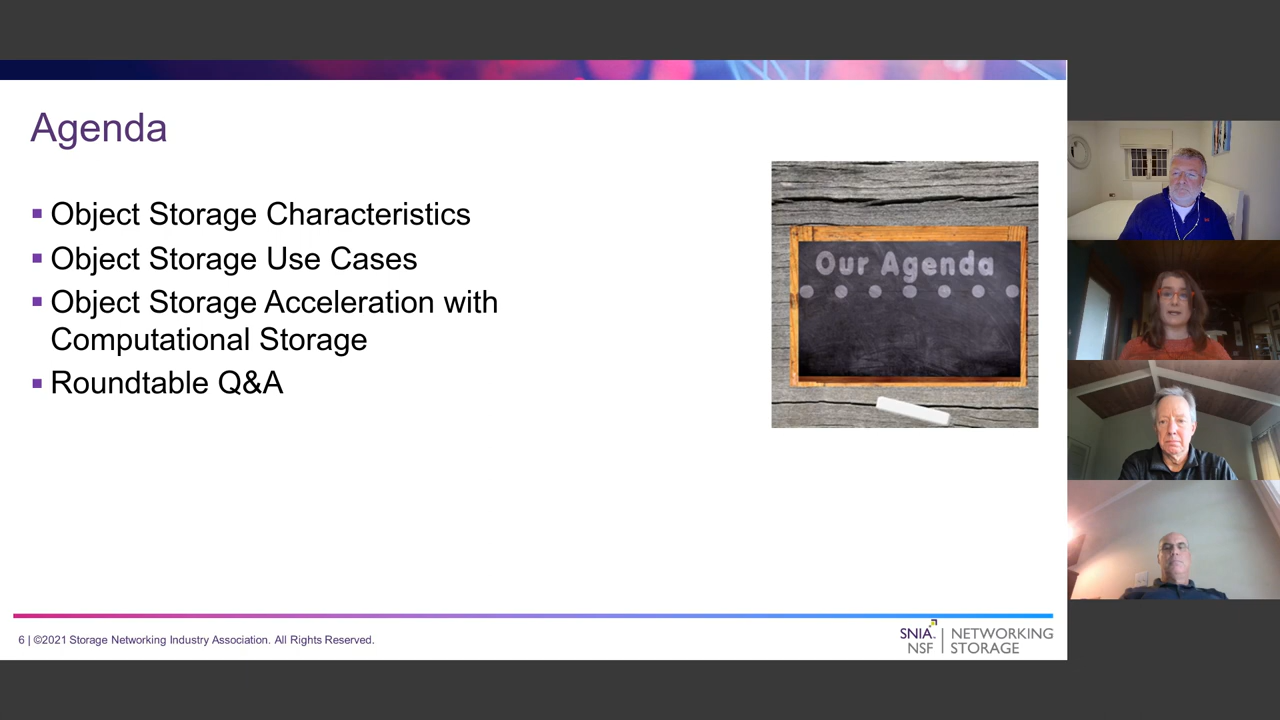 Agenda
▪ Object Storage Characteristics
▪ Object Storage Use Cases
▪ Object Storage Acceleration with
Computational Storage
▪ Roundtable Q&A
Our Agenda
6 | ©2021 Storage Networking Industry Association. All Rights Reserved.
SNIA. | NETWORKING
NSF | STORAGE